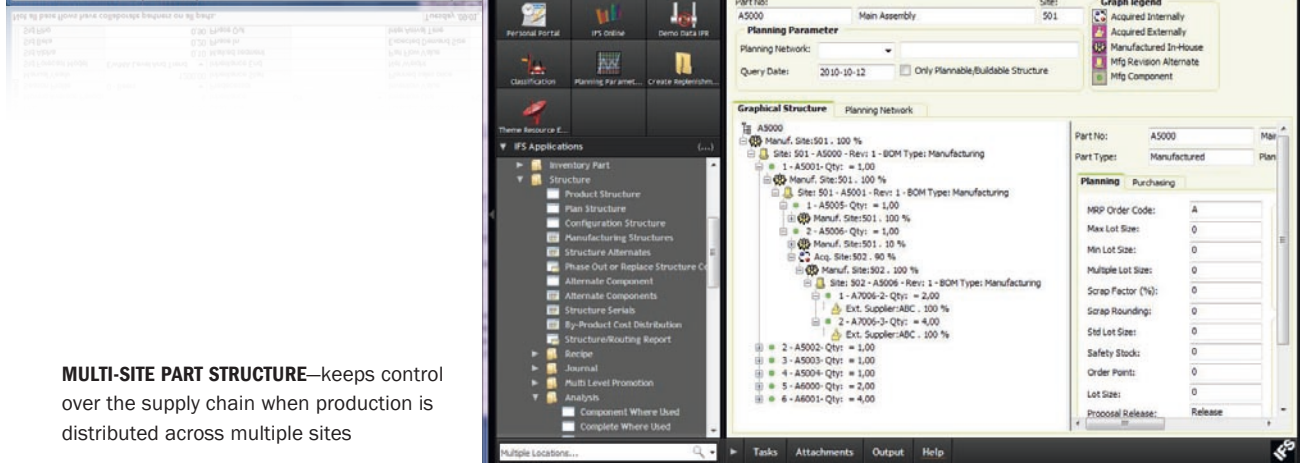 MULTI-SITE PART STRUCTURE—keeps control
over the supply chain when production is
distributed across multiple sites
Personal Portal
IFS Online
Demo Data IPR
Classification
Planning Paramet...
Create Replenishm...
Theme Resource E...
IFS Applications
(...)
Inventory Part
Structure
Product Structure
Plan Structure
Configuration Structure
Manufacturing Structures
Structure Alternates
Phase Out or Replace Structure Co
Alternate Component
Alternate Components
Structure Serials
By-Product Cost Distribution
Structure/Routing Report
Recipe
Journal
Multi Level Promotion
Analysis
Component Where Used
Complete Where Used
Multiple Locations...
Part No:
Site:
A5000
Main Assembly
501
Planning Parameter
Planning Network:
Query Date:
2010-10-12
Only Plannable/Buildable Structure
Graph legend
Acquired Internally
Acquired Externally
Manufactured In-House
Mfg Revision Alternate
Mfg Component
Graphical Structure
Planning Network
A5000
Manuf. Site:501 . 100 %
Site: 501 - A5000 - Rev: 1 - BOM Type: Manufacturing
1 - A5001- Qty: = 1,00
Manuf. Site:501 . 100 %
Site: 501 - A5001 - Rev: 1 - BOM Type: Manufacturing
1 - A5005- Qty: = 1,00
Manuf. Site:501 . 100 %
2 - A5006- Qty: = 1,00
Manuf. Site:501 . 10 %
Acq. Site:502 . 90 %
Manuf. Site:502 . 100 %
Site: 502 - A5006 - Rev: 1 - BOM Type: Manufacturing
1 - A7006-2- Qty: = 2,00
Ext. Supplier:ABC . 100 %
2 - A7006-3- Qty: = 4,00
Ext. Supplier:ABC . 100 %
2 - A5002- Qty: = 1,00
3 - A5003- Qty: = 1,00
4 - A5004- Qty: = 1,00
5 - A6000- Qty: = 2,00
6 - A6001- Qty: = 4,00
Part No:
A5000
Mair
Part Type:
Manufactured
Plan
Planning
Purchasing
MRP Order Code:
A
Max Lot Size:
0
Min Lot Size:
0
Multiple Lot Size:
0
Scrap Factor (%):
0
Scrap Rounding:
0
Std Lot Size:
0
Safety Stock:
0
Order Point:
0
Lot Size:
0
Proposal Release:
Release
Tasks
Attachments
Output
Help
IFS